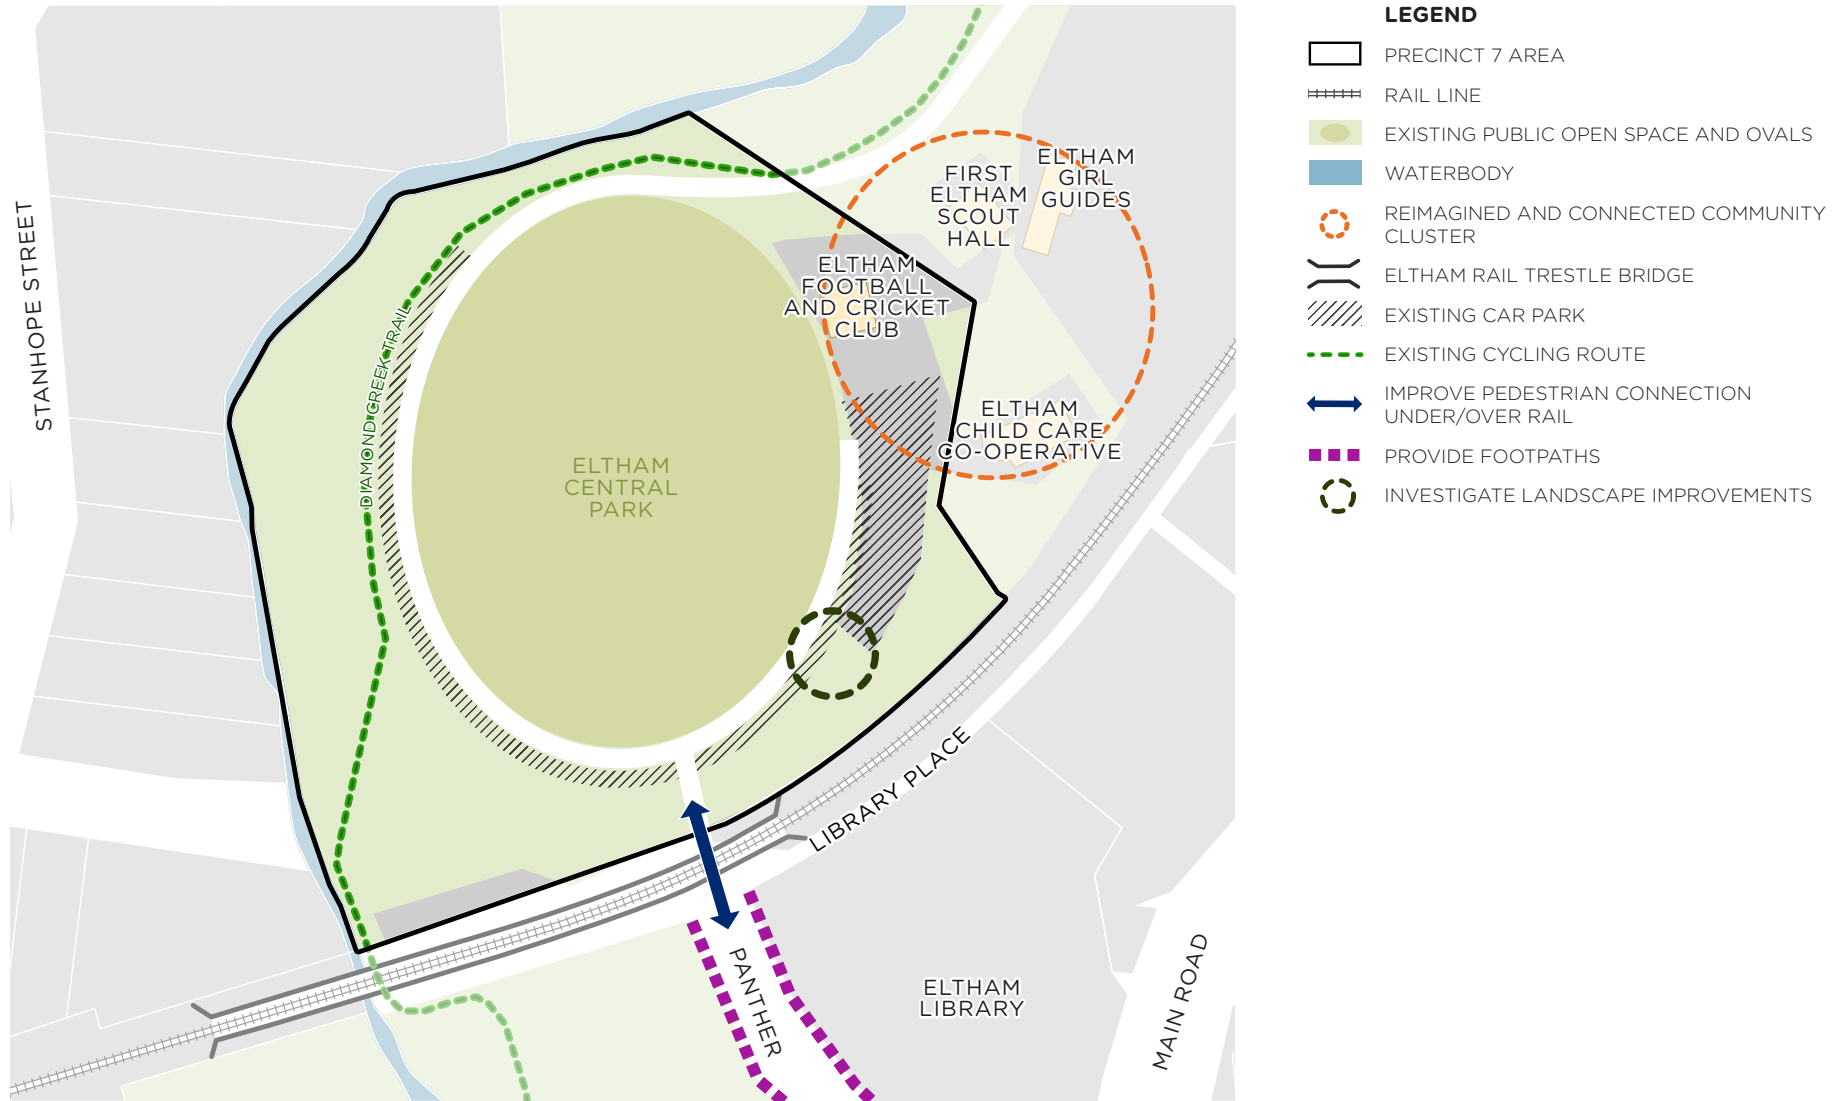 STANHOPE STREET
DIAMOND CREEK TRAIL
ELTHAM
CENTRAL
PARK
FIRST
ELTHAM
SCOUT
HALL
ELTHAM
GIRL
GUIDES
ELTHAM
FOOTBALL
AND CRICKET
CLUB
ELTHAM
CHILD CARE
CO-OPERATIVE
LIBRARY PLACE
PANTHER
ELTHAM
LIBRARY
MAIN ROAD
LEGEND
PRECINCT 7 AREA
RAIL LINE
EXISTING PUBLIC OPEN SPACE AND OVALS
WATERBODY
REIMAGINED AND CONNECTED COMMUNITY
CLUSTER
ELTHAM RAIL TRESTLE BRIDGE
EXISTING CAR PARK
EXISTING CYCLING ROUTE
IMPROVE PEDESTRIAN CONNECTION
UNDER/OVER RAIL
PROVIDE FOOTPATHS
INVESTIGATE LANDSCAPE IMPROVEMENTS